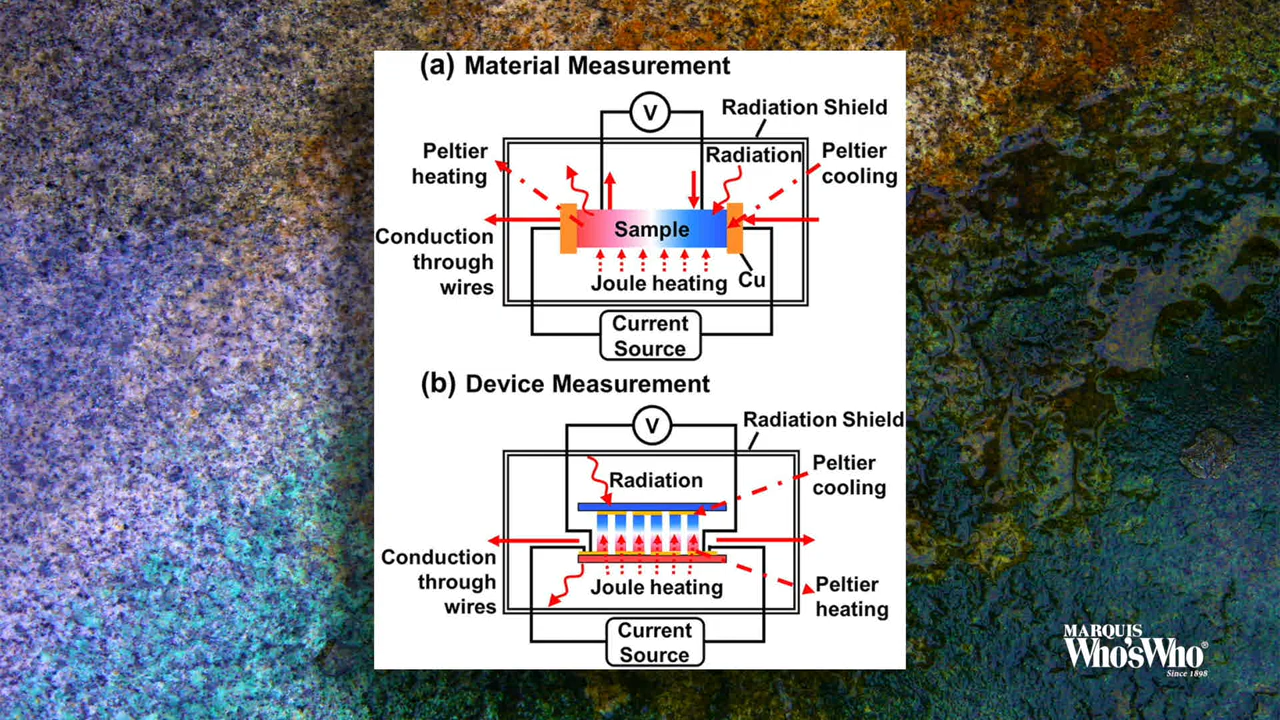 (a) Material Measurement
V
Radiation Shield
Peltier
heating
Radiation
Peltier
cooling
Sample
Conduction
through
wires
Joule heating
Cu
Current
Source
(b) Device Measurement
V
Radiation Shield
Radiation
Peltier
cooling
Conduction
through
wires
Joule heating
Peltier
heating
Current
Source
MARQUIS
Who'sWho®
Since 1898